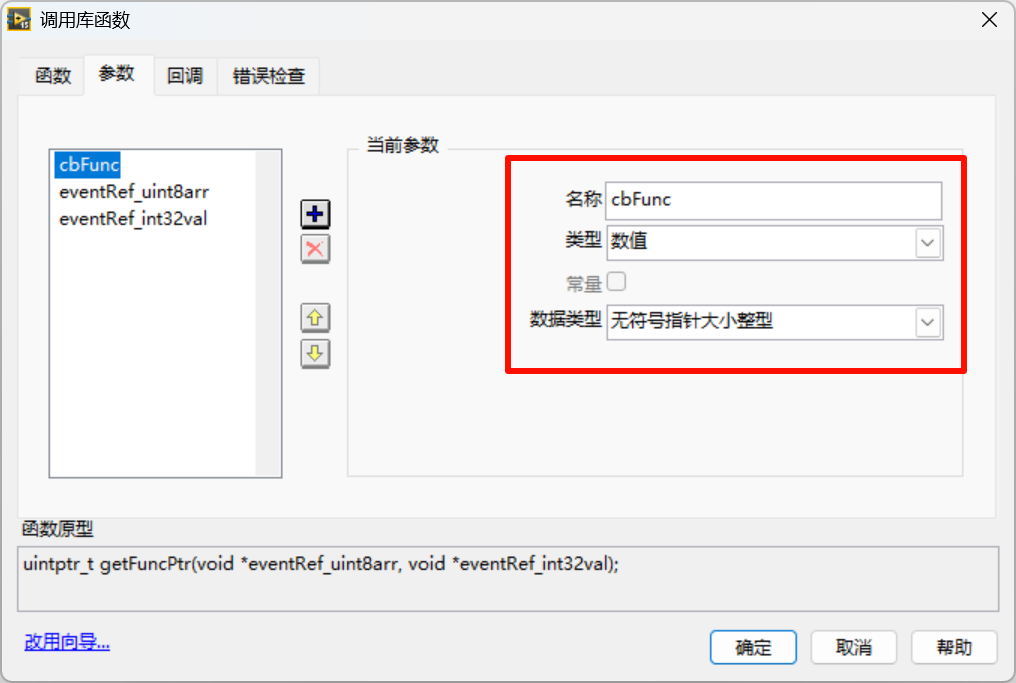 调用库函数
函数 参数 回调 错误检查
cbFunc
eventRef_uint8arr
eventRef_int32val
当前参数
名称 cbFunc
类型 数值
常量
数据类型 无符号指针大小整型
函数原型
uintptr_t getFuncPtr(void *eventRef_uint8arr, void *eventRef_int32val);
改用向导...
确定 取消 帮助